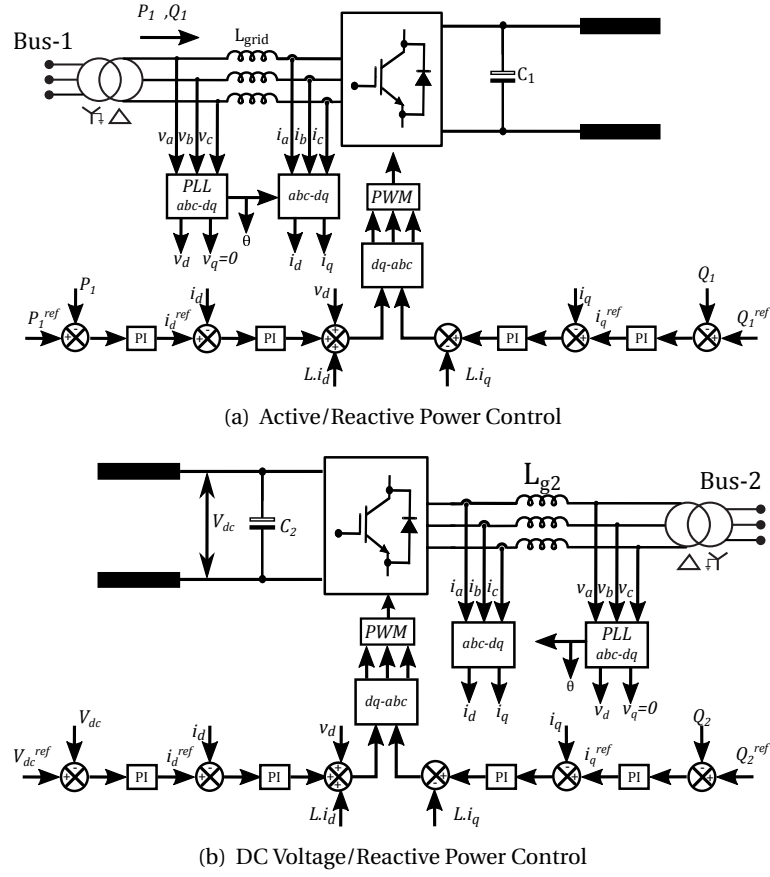 P1 ,Q1
Bus-1
Lgrid
C1
va vb vc
ia ib ic
PLL
abc-dq
abc-dq
PWM
θ
vd
vq=0
id
iq
dq-abc
P1
id
vd
iq
Q1
P1ref
-
+
PI
idref
-
+
PI
+
+
+
-
PI
iqref
-
+
PI
-
+
Q1ref
L.id
L.iq
(a) Active/Reactive Power Control
Lg2
Bus-2
Vdc
C2
ia ib ic
va vb vc
PWM
abc-dq
PLL
abc-dq
θ
dq-abc
id
iq
vd
vq=0
Vdc
id
vd
iq
Q2
Vdcref
-
+
PI
idref
-
+
PI
+
+
+
PI
iqref
-
+
PI
-
+
Q2ref
L.id
L.iq
(b) DC Voltage/Reactive Power Control